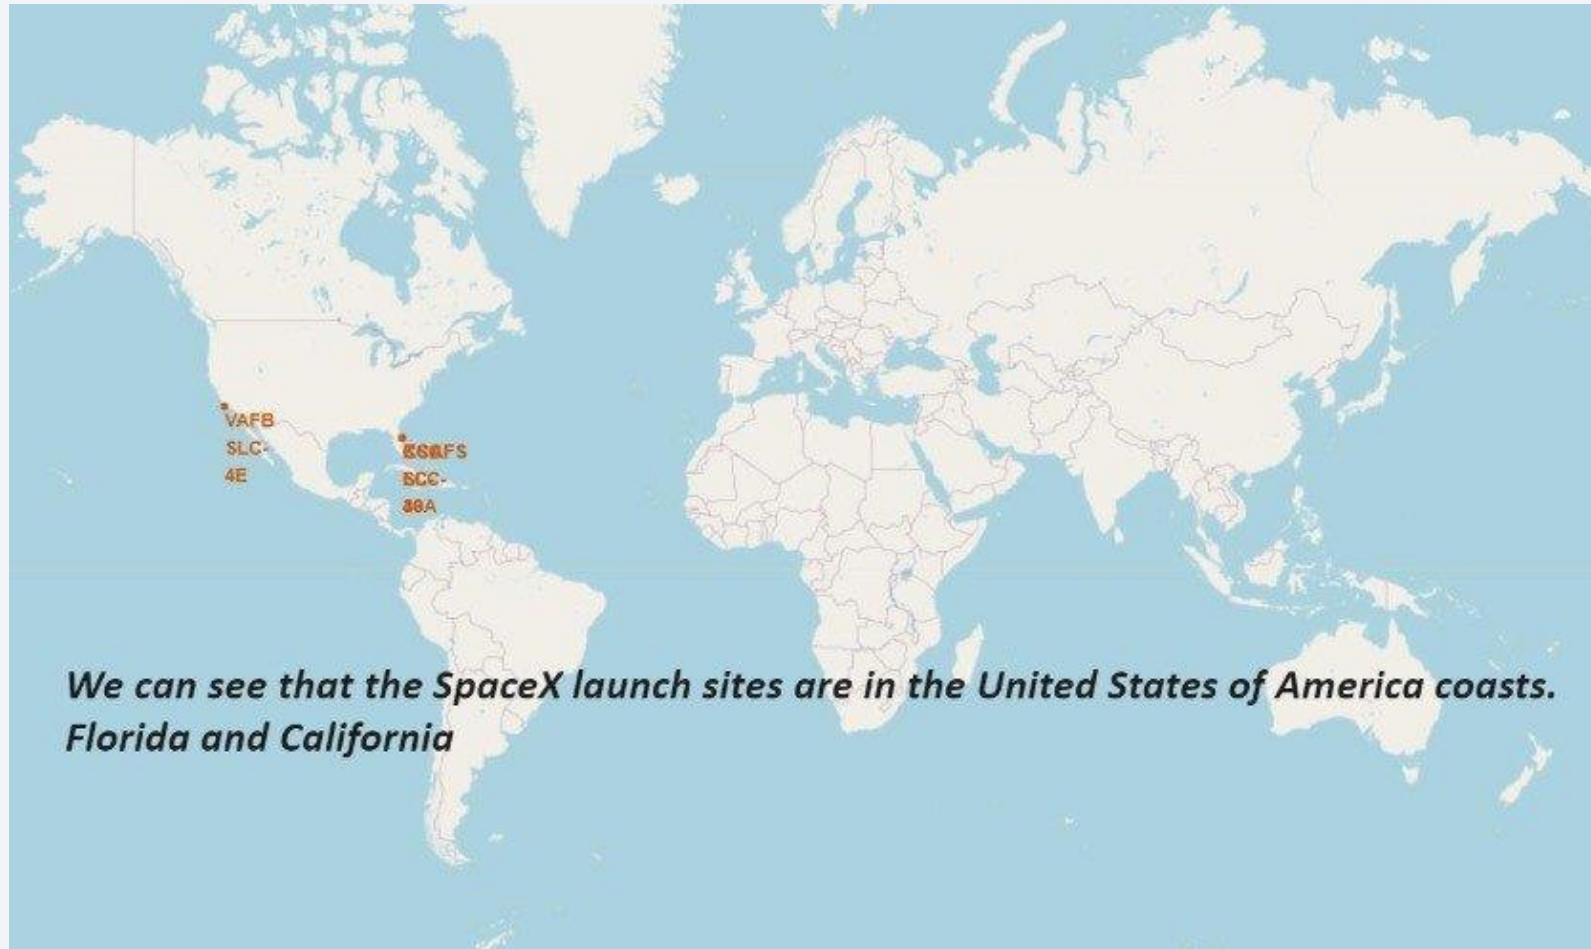 VAFB
SLC-
4E
We can see that the SpaceX launch sites are in the United States of America coasts.
Florida and California